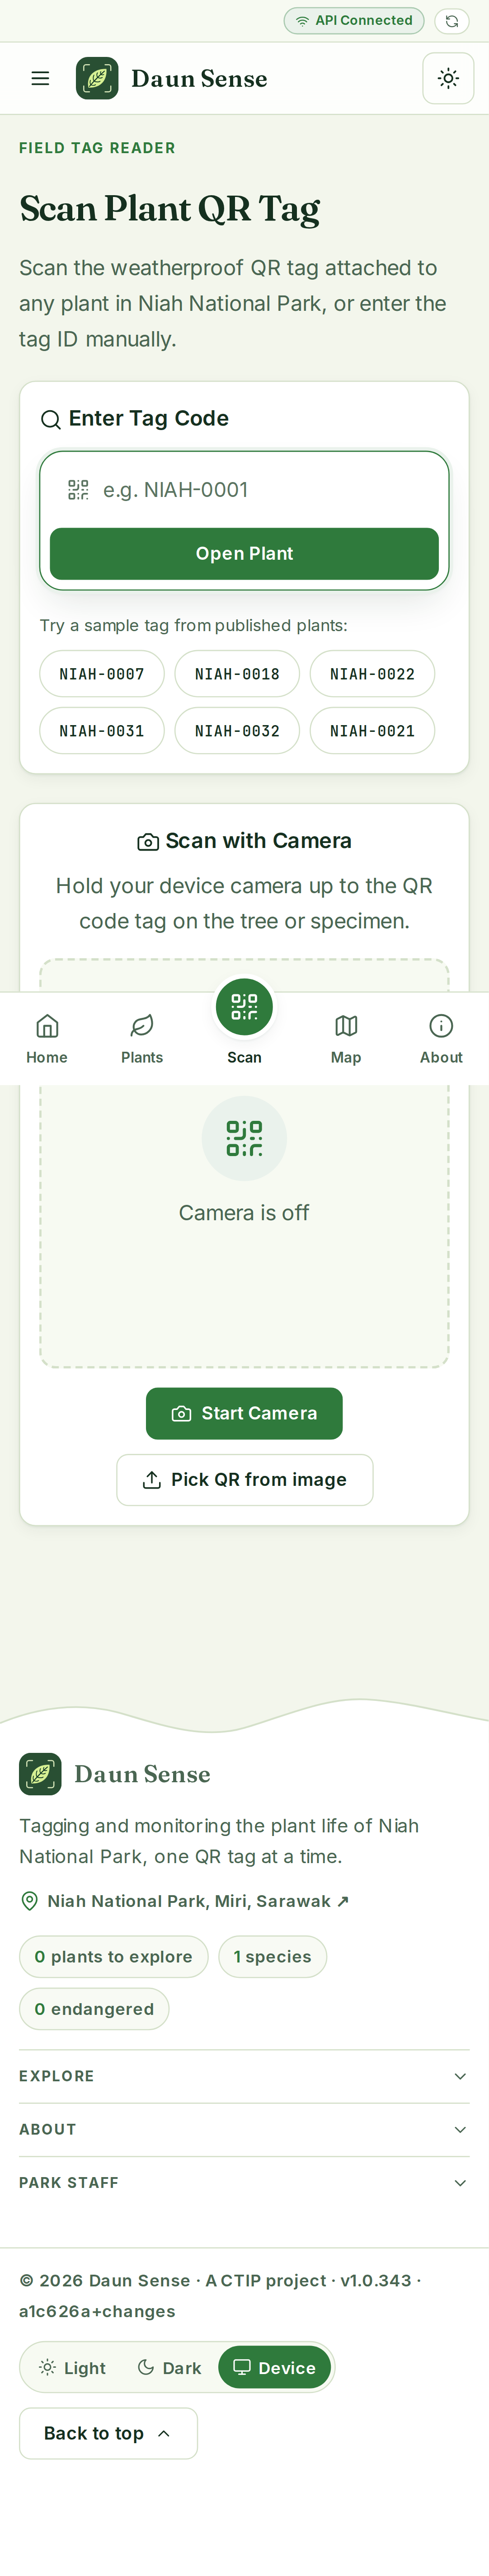 API Connected
Daun Sense
FIELD TAG READER
Scan Plant QR Tag
Scan the weatherproof QR tag attached to
any plant in Niah National Park, or enter the
tag ID manually.
Enter Tag Code
e.g. NIAH-0001
Open Plant
Try a sample tag from published plants:
NIAH-0007 NIAH-0018 NIAH-0022
NIAH-0031 NIAH-0032 NIAH-0021
Scan with Camera
Hold your device camera up to the QR
code tag on the tree or specimen.
Home Plants Scan Map About
Camera is off
Start Camera
Pick QR from image
Daun Sense
Tagging and monitoring the plant life of Niah
National Park, one QR tag at a time.
Niah National Park, Miri, Sarawak ↗
0 plants to explore 1 species
0 endangered
EXPLORE
ABOUT
PARK STAFF
© 2026 Daun Sense · A CTIP project · v1.0.343 ·
a1c626a+changes
Light Dark Device
Back to top